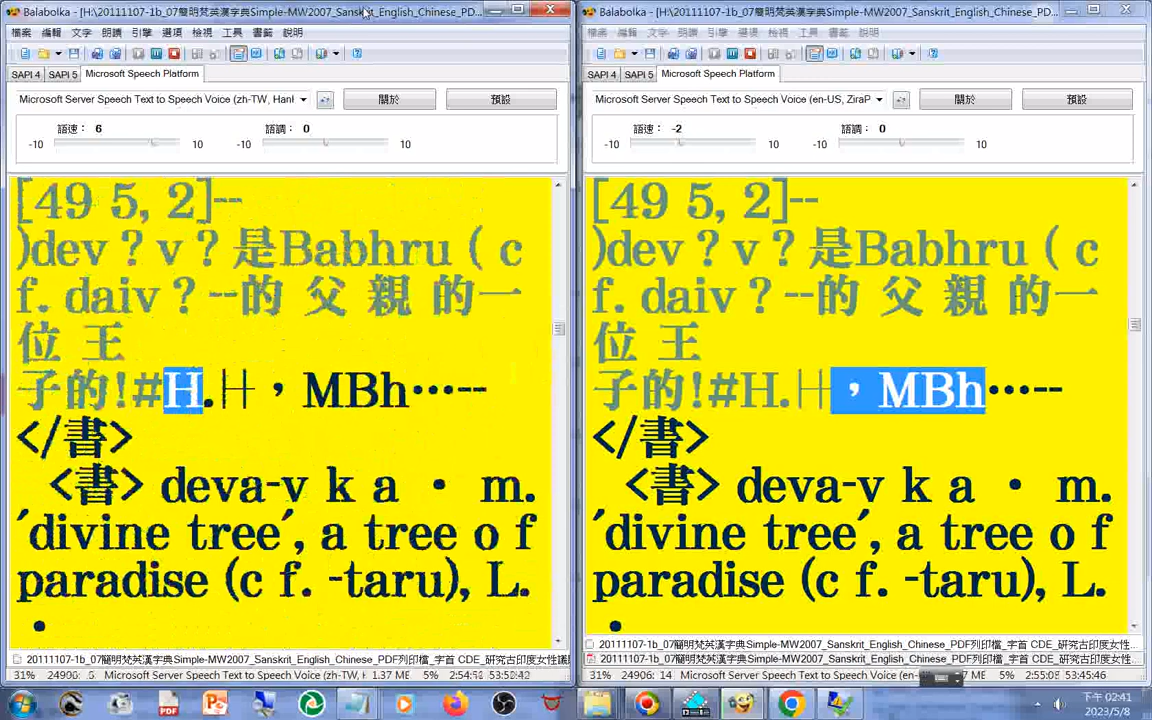 Balabolka - [H:\20111107-1b_07簡明梵英漢字典Simple-MW2007_Sanskrit_English_Chinese_PD...
檔案 編輯 文字 朗讀 引擎 選項 檢視 工具 書籤 說明
SAPI 4 SAPI 5 Microsoft Speech Platform
Microsoft Server Speech Text to Speech Voice (zh-TW, Hanl 關於 預設
語速： 6 語調： 0
-10 10 -10 10
[49 5, 2]--
)dev？v？是Babhru ( c
f. daiv？--的 父 親 的一
位 王
子的!#H.|-|，MBh…--
</書>
<書> deva-v k a • m.
'divine tree', a tree o f
paradise (c f. -taru), L.
•
20111107-1b_07簡明梵英漢字典Simple-MW2007_Sanskrit_English_Chinese_PDF列印檔_字首 CDE_研究古印度女性識
31% 24906: 6 Microsoft Server Speech Text to Speech Voice (zh-TW, 1.37 MB 5%
Balabolka - [H:\20111107-1b_07簡明梵英漢字典Simple-MW2007_Sanskrit_English_Chinese_PD...
檔案 編輯 文字 朗讀 引擎 選項 檢視 工具 書籤 說明
SAPI 4 SAPI 5 Microsoft Speech Platform
Microsoft Server Speech Text to Speech Voice (en-US, ZiraP 關於 預設
語速： -2 語調： 0
-10 10 -10 10
[49 5, 2]--
)dev？v？是Babhru ( c
f. daiv？--的 父 親 的一
位 王
子的!#H.|-|，MBh…--
</書>
<書> deva-v k a • m.
'divine tree', a tree o f
paradise (c f. -taru), L.
•
20111107-1b_07簡明梵英漢字典Simple-MW2007_Sanskrit_English_Chinese_PDF列印檔_字首 CDE_研究古印度女性...
20111107-1b_07簡明梵英漢字典Simple-MW2007_Sanskrit_English_Chinese_PDF列印檔_字首 CDE_研究古印度女性...
31% 24906: 14 Microsoft Server Speech Text to Speech Voice 5% 53:45:46
下午 02:41
2023/5/8